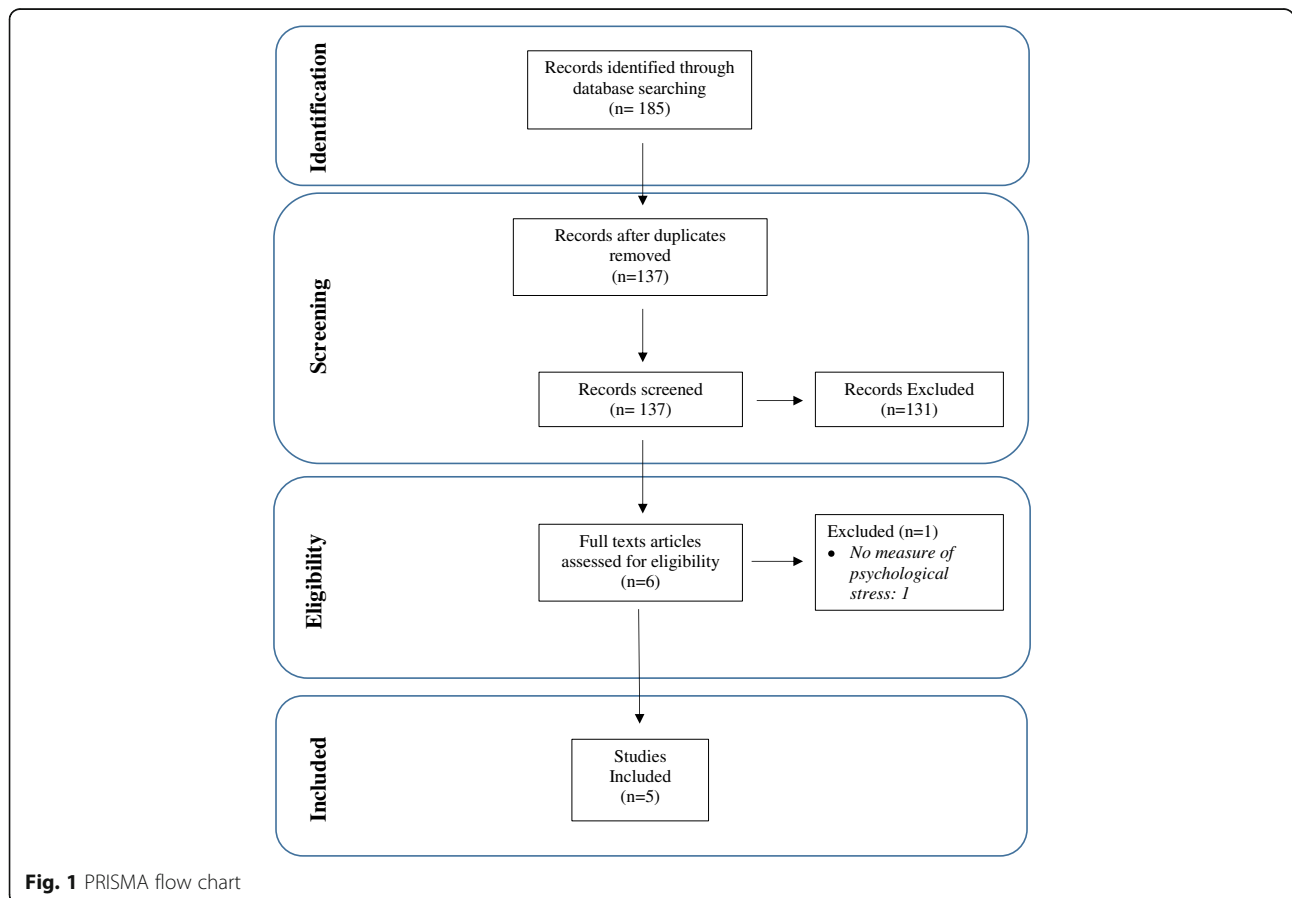 Identification
Records identified through
database searching
(n= 185)
Screening
Records after duplicates
removed
(n=137)
Records screened
(n= 137)
Records Excluded
(n=131)
Eligibility
Full texts articles
assessed for eligibility
(n=6)
Excluded (n=1)
• No measure of
psychological
stress: 1
Included
Studies
Included
(n=5)
Fig. 1 PRISMA flow chart